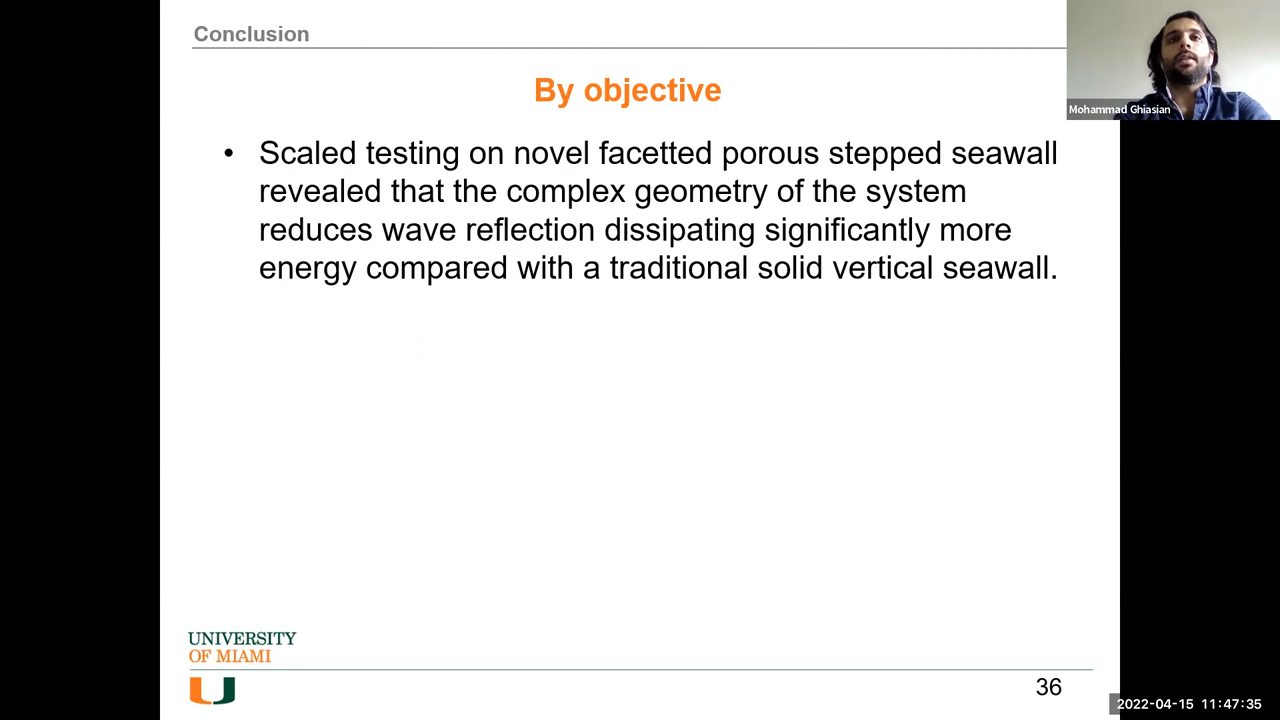 Conclusion
By objective
• Scaled testing on novel facetted porous stepped seawall
revealed that the complex geometry of the system
reduces wave reflection dissipating significantly more
energy compared with a traditional solid vertical seawall.
Mohammad Ghiasian
UNIVERSITY
OF MIAMI
36
2022-04-15 11:47:35